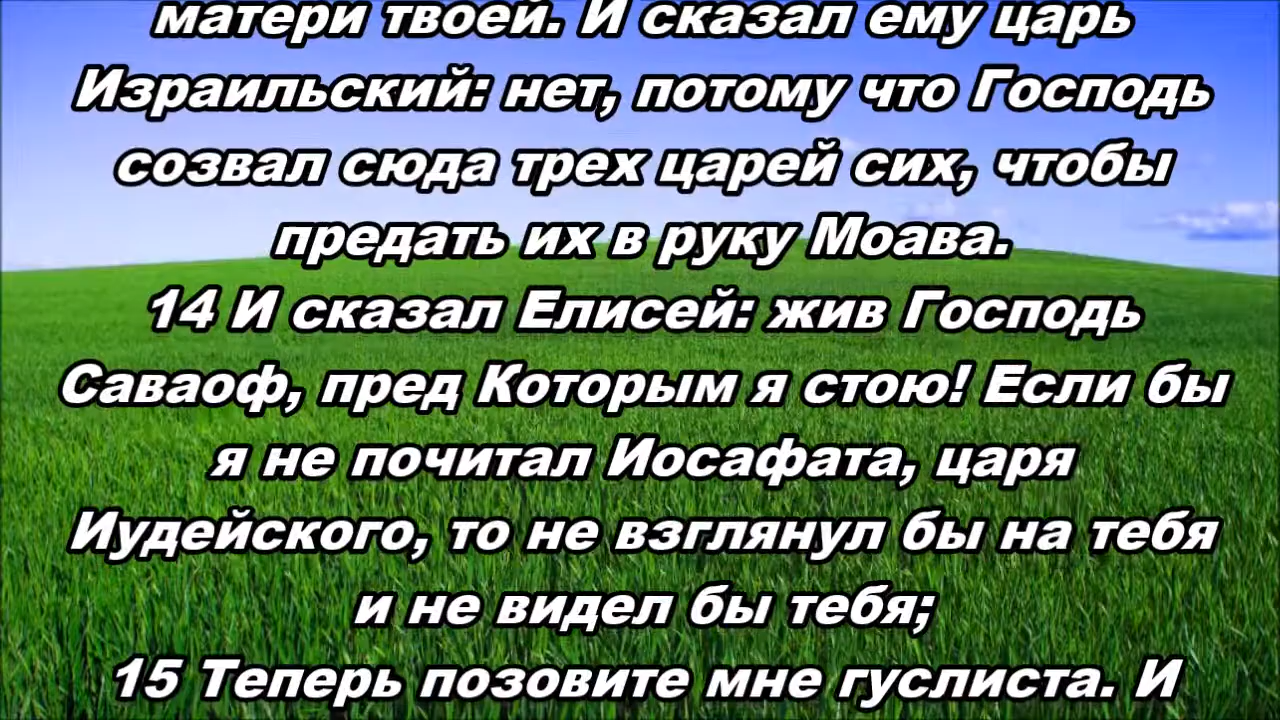 матери твоей. И сказал ему царь
Израильский: нет, потому что Господь
созвал сюда трех царей сих, чтобы
предать их в руку Моава.
14 И сказал Елисей: жив Господь
Саваоф, пред Которым я стою! Если бы
я не почитал Иосафата, царя
Иудейского, то не взглянул бы на тебя
и не видел бы тебя;
15 Теперь позовите мне гуслиста. И